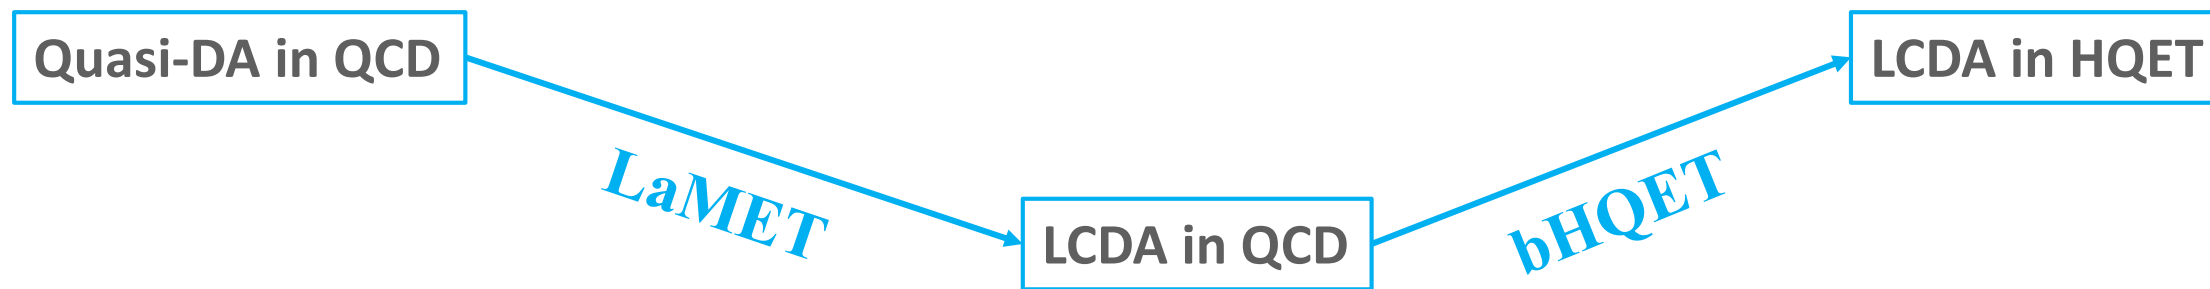 Quasi-DA in QCD
LaMET
LCDA in QCD
bHQET
LCDA in HQET